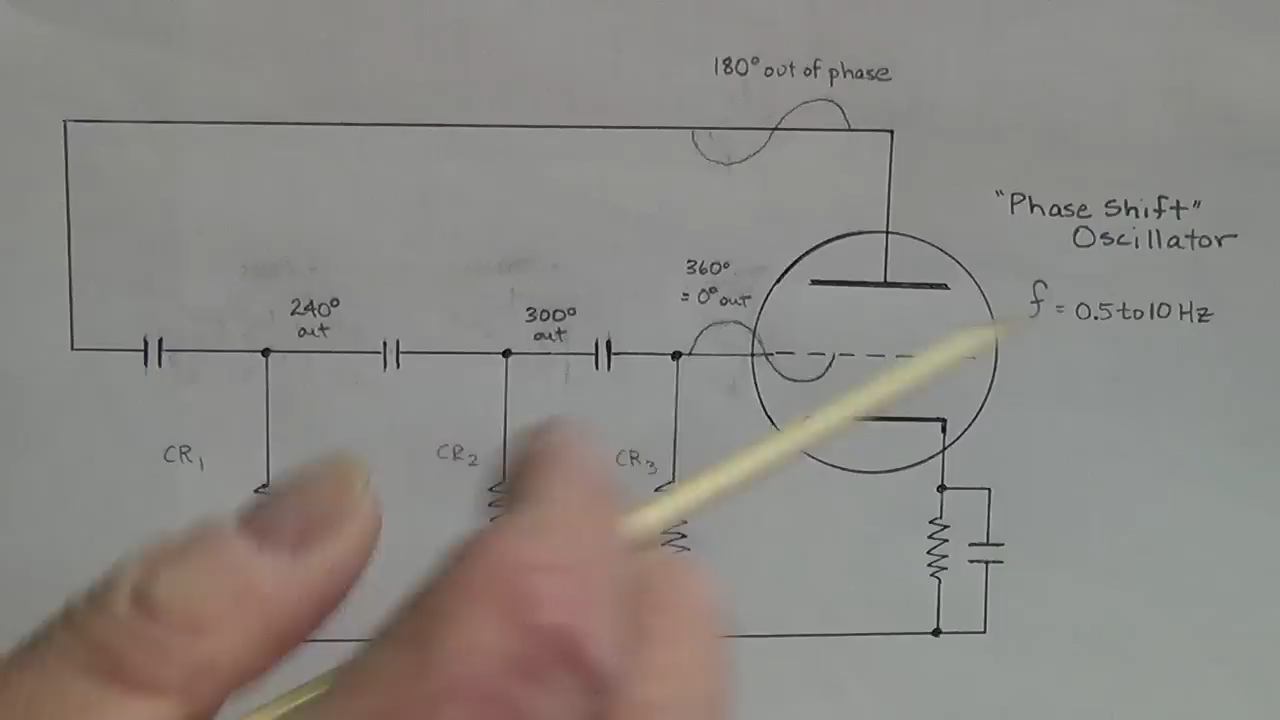 180° out of phase
"Phase Shift"
Oscillator
360°
= 0° out
f = 0.5 to 10 Hz
240°
out
300°
out
CR₁
CR₂
CR₃